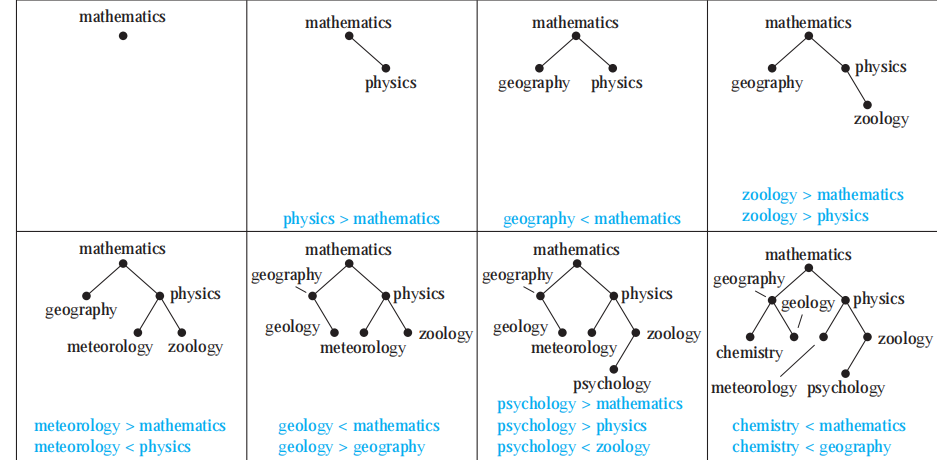 mathematics
mathematics
physics
physics > mathematics
mathematics
geography physics
geography < mathematics
mathematics
geography
physics
zoology
zoology > mathematics
zoology > physics
mathematics
geography
physics
meteorology zoology
meteorology > mathematics
meteorology < physics
mathematics
geography
physics
geology
zoology
meteorology
geology < mathematics
geology > geography
mathematics
geography
physics
geology
zoology
meteorology
psychology
psychology > mathematics
psychology > physics
psychology < zoology
mathematics
geography
geology
physics
zoology
chemistry
meteorology psychology
chemistry < mathematics
chemistry < geography